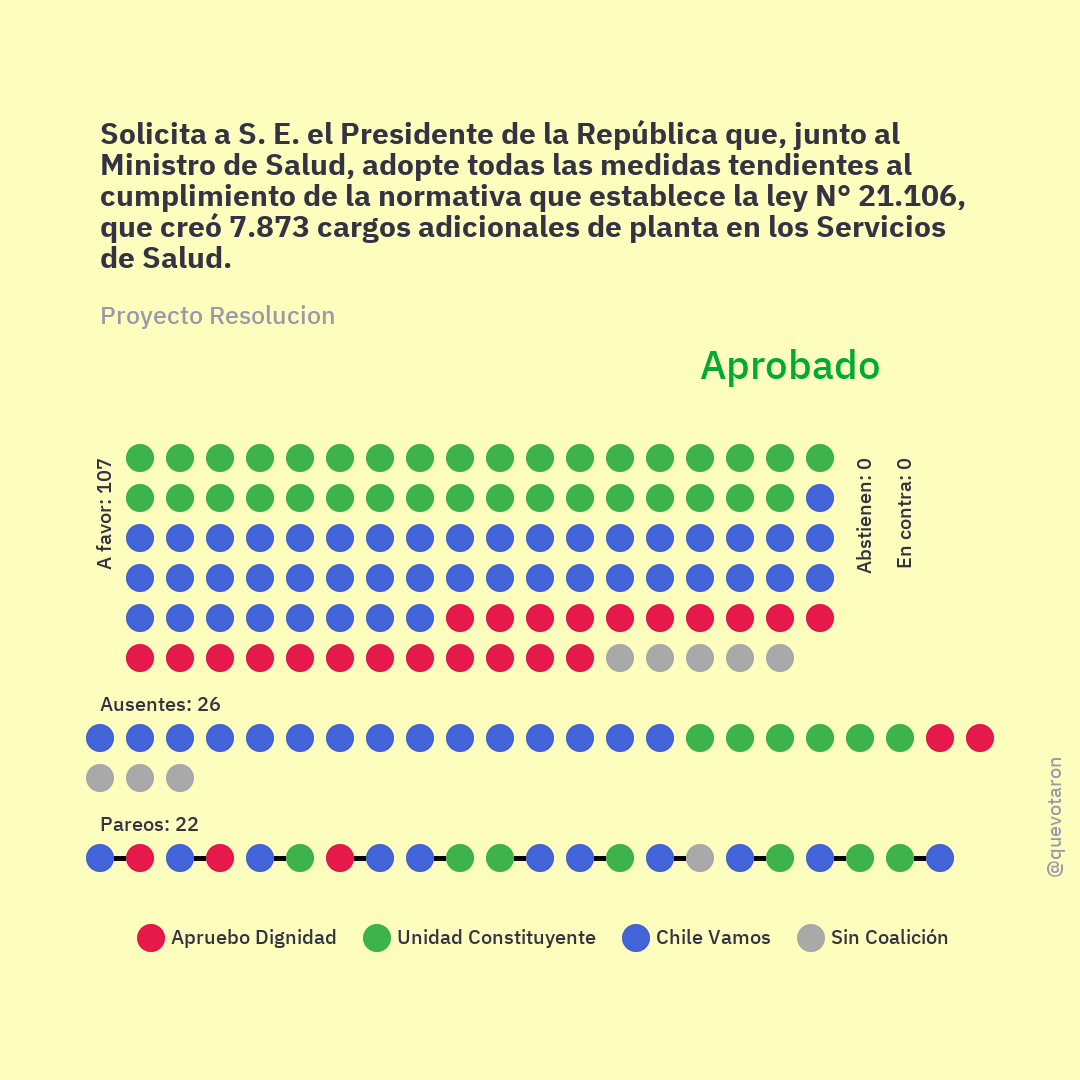 Solicita a S. E. el Presidente de la República que, junto al
Ministro de Salud, adopte todas las medidas tendientes al
cumplimiento de la normativa que establece la ley N° 21.106,
que creó 7.873 cargos adicionales de planta en los Servicios
de Salud.
Proyecto Resolucion
Aprobado
A favor: 107
Abstienen: 0
En contra: 0
Ausentes: 26
Pareos: 22
@quevotaron
Apruebo Dignidad
Unidad Constituyente
Chile Vamos
Sin Coalición